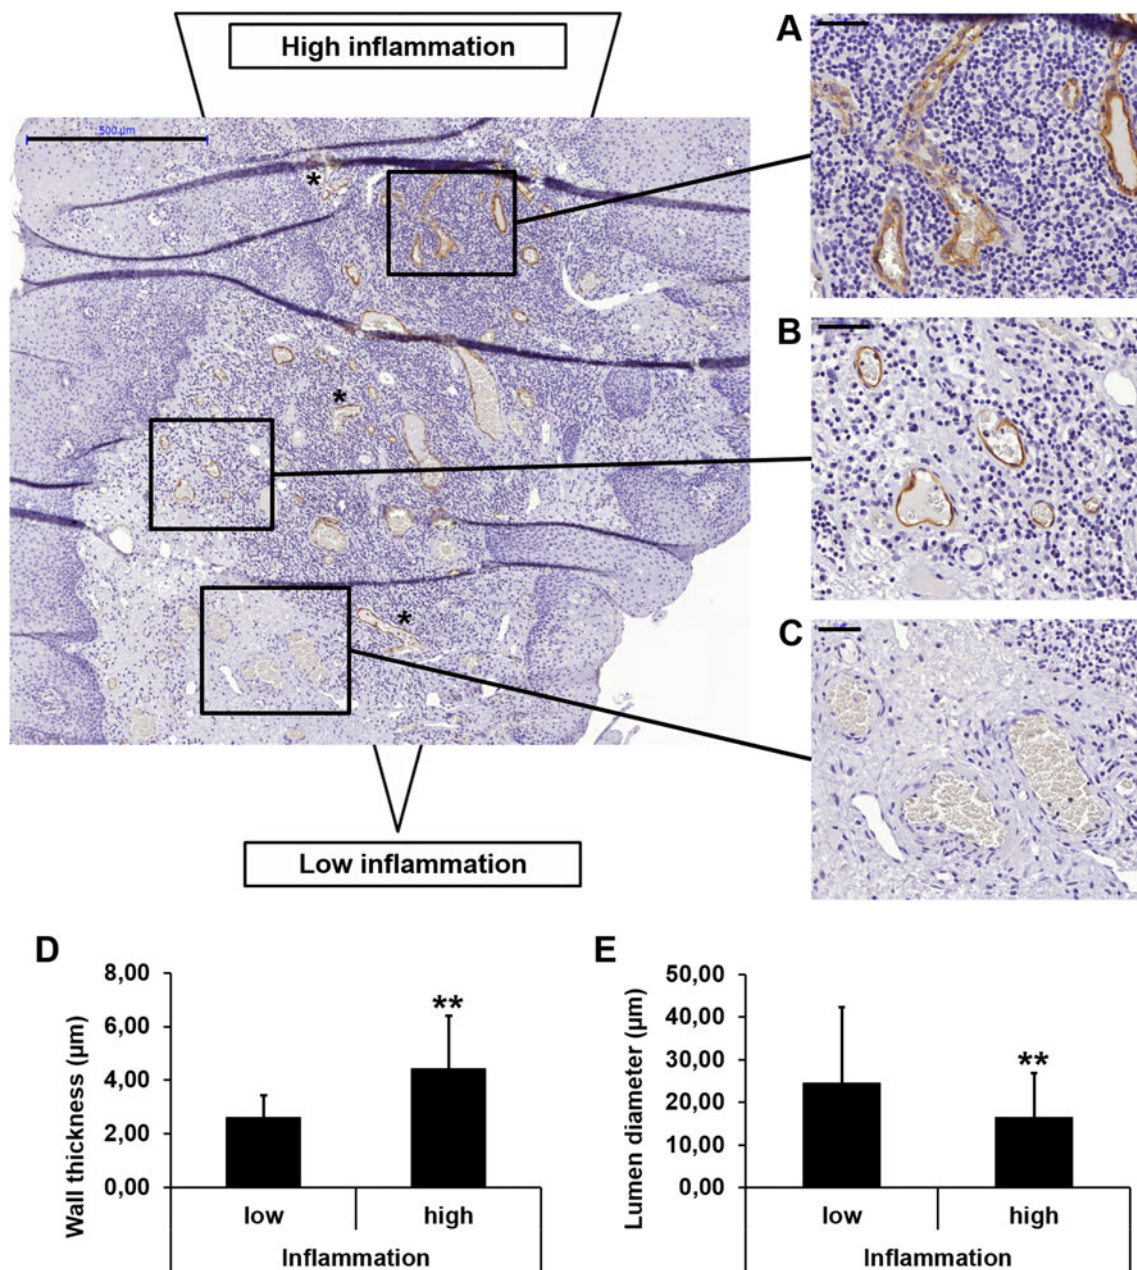 High inflammation
500 µm
*
*
*
Low inflammation
A
B
C
D
8,00
6,00
4,00
2,00
0,00
Wall thickness (µm)
**
low
high
Inflammation
E
50,00
40,00
30,00
20,00
10,00
0,00
Lumen diameter (µm)
**
low
high
Inflammation